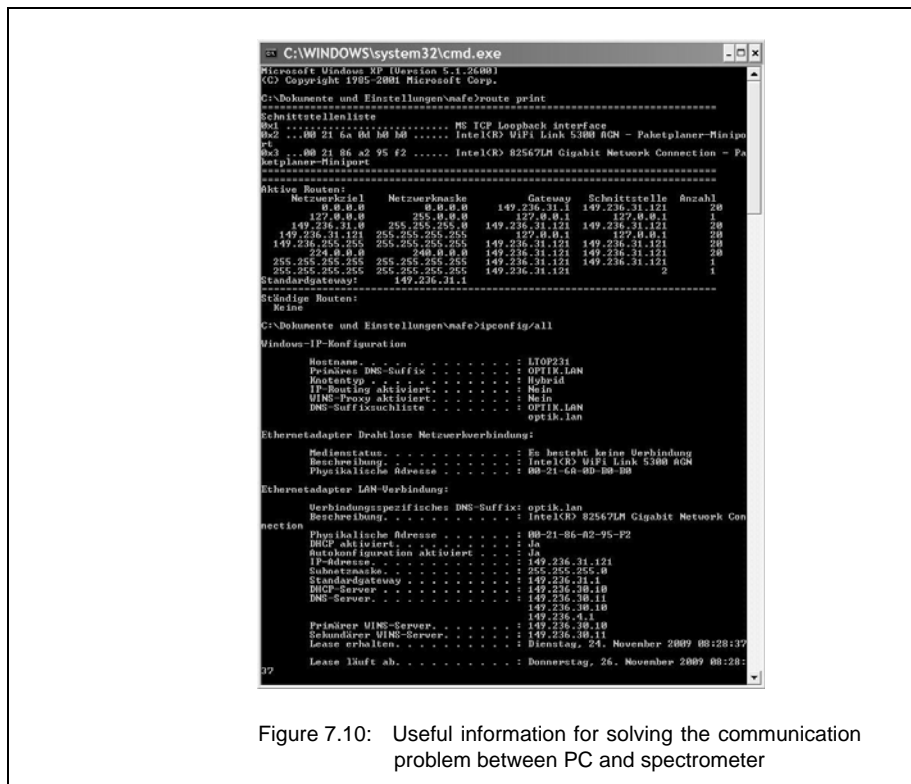 C:\WINDOWS\system32\cmd.exe
Microsoft Windows XP [Version 5.1.2600]
(C) Copyright 1985-2001 Microsoft Corp.
C:\Dokumente und Einstellungen\mafe>route print
===========================================================================
Schnittstellenliste
0x1 ........................... MS TCP Loopback interface
0x2 ...00 21 6a 0d b0 b0 ...... Intel(R) WiFi Link 5300 AGN - Paketplaner-Minipo
rt
0x3 ...00 21 86 a2 95 f2 ...... Intel(R) 82567LM Gigabit Network Connection - Pa
ketplaner-Miniport
===========================================================================
===========================================================================
Aktive Routen:
Netzwerkziel Netzwerkmaske Gateway Schnittstelle Anzahl
0.0.0.0 0.0.0.0 149.236.31.1 149.236.31.121 20
127.0.0.0 255.0.0.0 127.0.0.1 127.0.0.1 1
149.236.31.0 255.255.255.0 149.236.31.121 149.236.31.121 20
149.236.31.121 255.255.255.255 127.0.0.1 127.0.0.1 20
149.236.255.255 255.255.255.255 149.236.31.121 149.236.31.121 20
224.0.0.0 240.0.0.0 149.236.31.121 149.236.31.121 20
255.255.255.255 255.255.255.255 149.236.31.121 149.236.31.121 1
255.255.255.255 255.255.255.255 149.236.31.121 2 1
Standardgateway: 149.236.31.1
===========================================================================
Ständige Routen:
Keine
C:\Dokumente und Einstellungen\mafe>ipconfig/all
Windows-IP-Konfiguration
Hostname. . . . . . . . . . . . . : LTOP231
Primäres DNS-Suffix . . . . . . . : OPTIK.LAN
Knotentyp . . . . . . . . . . . . : Hybrid
IP-Routing aktiviert. . . . . . . : Nein
WINS-Proxy aktiviert. . . . . . . : Nein
DNS-Suffixsuchliste . . . . . . . : OPTIK.LAN
optik.lan
Ethernetadapter Drahtlose Netzwerkverbindung:
Medienstatus. . . . . . . . . . . : Es besteht keine Verbindung
Beschreibung. . . . . . . . . . . : Intel(R) WiFi Link 5300 AGN
Physikalische Adresse . . . . . . : 00-21-6A-0D-B0-B0
Ethernetadapter LAN-Verbindung:
Verbindungsspezifisches DNS-Suffix: optik.lan
Beschreibung. . . . . . . . . . . : Intel(R) 82567LM Gigabit Network Con
nection
Physikalische Adresse . . . . . . : 00-21-86-A2-95-F2
DHCP aktiviert. . . . . . . . . . : Ja
Autokonfiguration aktiviert . . . : Ja
IP-Adresse. . . . . . . . . . . . : 149.236.31.121
Subnetzmaske. . . . . . . . . . . : 255.255.255.0
Standardgateway . . . . . . . . . : 149.236.31.1
DHCP-Server . . . . . . . . . . . : 149.236.30.10
DNS-Server. . . . . . . . . . . . : 149.236.30.11
149.236.30.10
149.236.4.1
Primärer WINS-Server. . . . . . . : 149.236.30.10
Sekundärer WINS-Server. . . . . . : 149.236.30.11
Lease erhalten. . . . . . . . . . : Dienstag, 24. November 2009 08:28:37
Lease läuft ab. . . . . . . . . . : Donnerstag, 26. November 2009 08:28:
37
Figure 7.10: Useful information for solving the communication
problem between PC and spectrometer